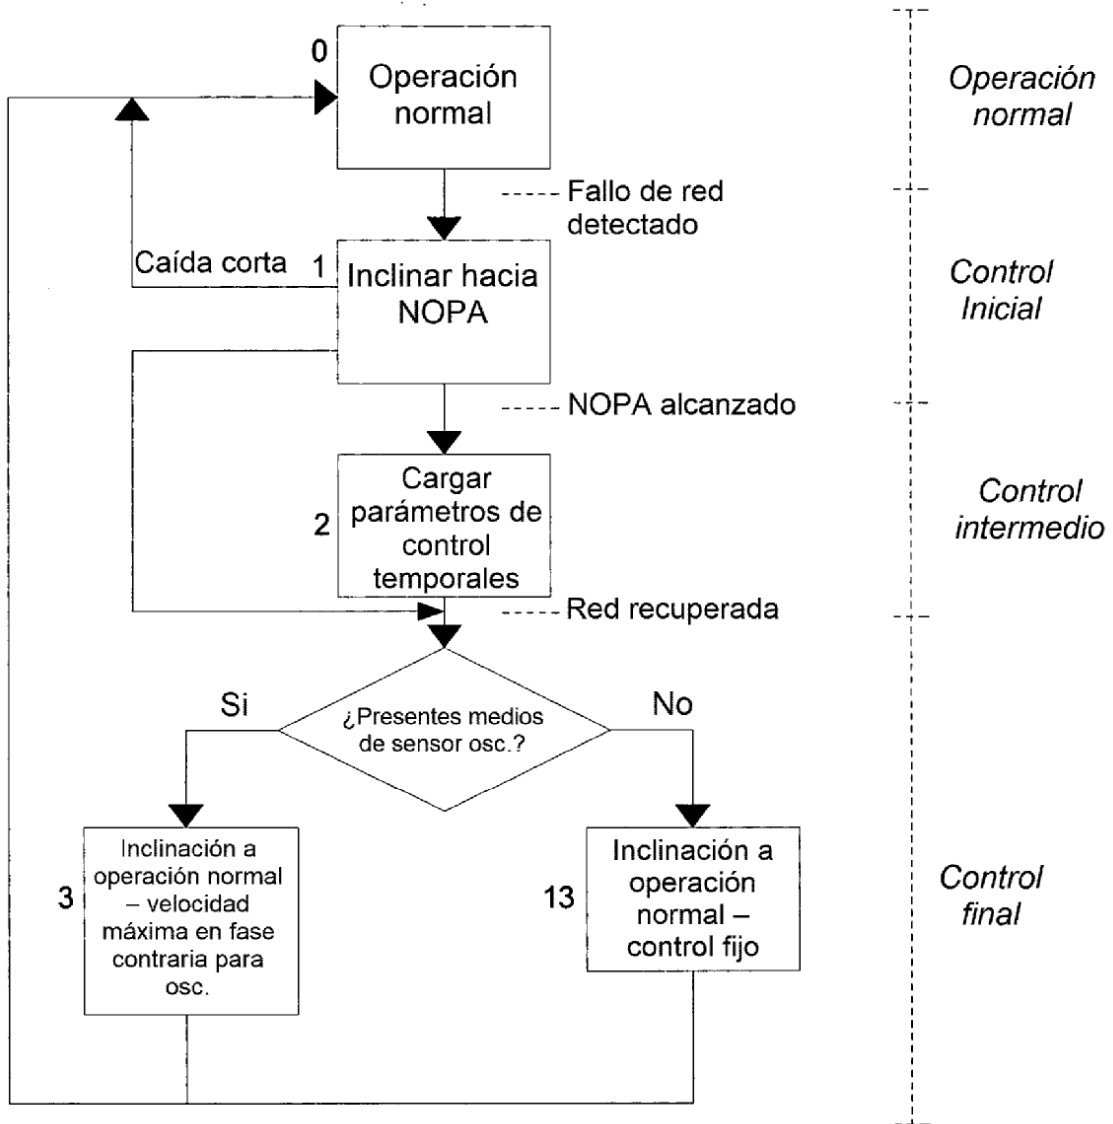 0
Operación
normal
Operación
normal
Fallo de red
detectado
Caída corta
1
Inclinar hacia
NOPA
Control
Inicial
NOPA alcanzado
2
Cargar
parámetros de
control
temporales
Control
intermedio
Red recuperada
Si
¿Presentes medios
de sensor osc.?
No
3
Inclinación a
operación normal
– velocidad
máxima en fase
contraria para
osc.
13
Inclinación a
operación
normal –
control fijo
Control
final